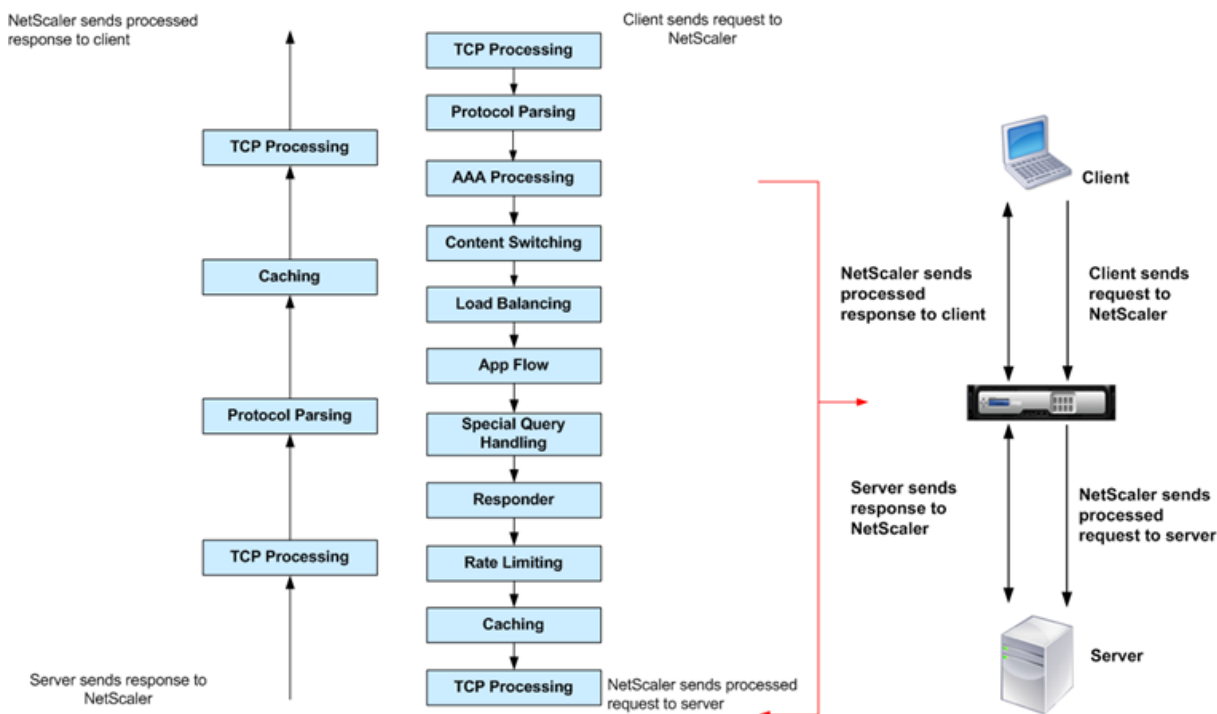 NetScaler sends processed
response to client
TCP Processing
Caching
Protocol Parsing
TCP Processing
Server sends response to
NetScaler
Client sends request to
NetScaler
TCP Processing
Protocol Parsing
AAA Processing
Content Switching
Load Balancing
App Flow
Special Query
Handling
Responder
Rate Limiting
Caching
TCP Processing
NetScaler sends processed
request to server
Client
NetScaler sends
processed
response to client
Client sends
request to
NetScaler
Server sends
response to
NetScaler
NetScaler sends
processed
request to server
Server